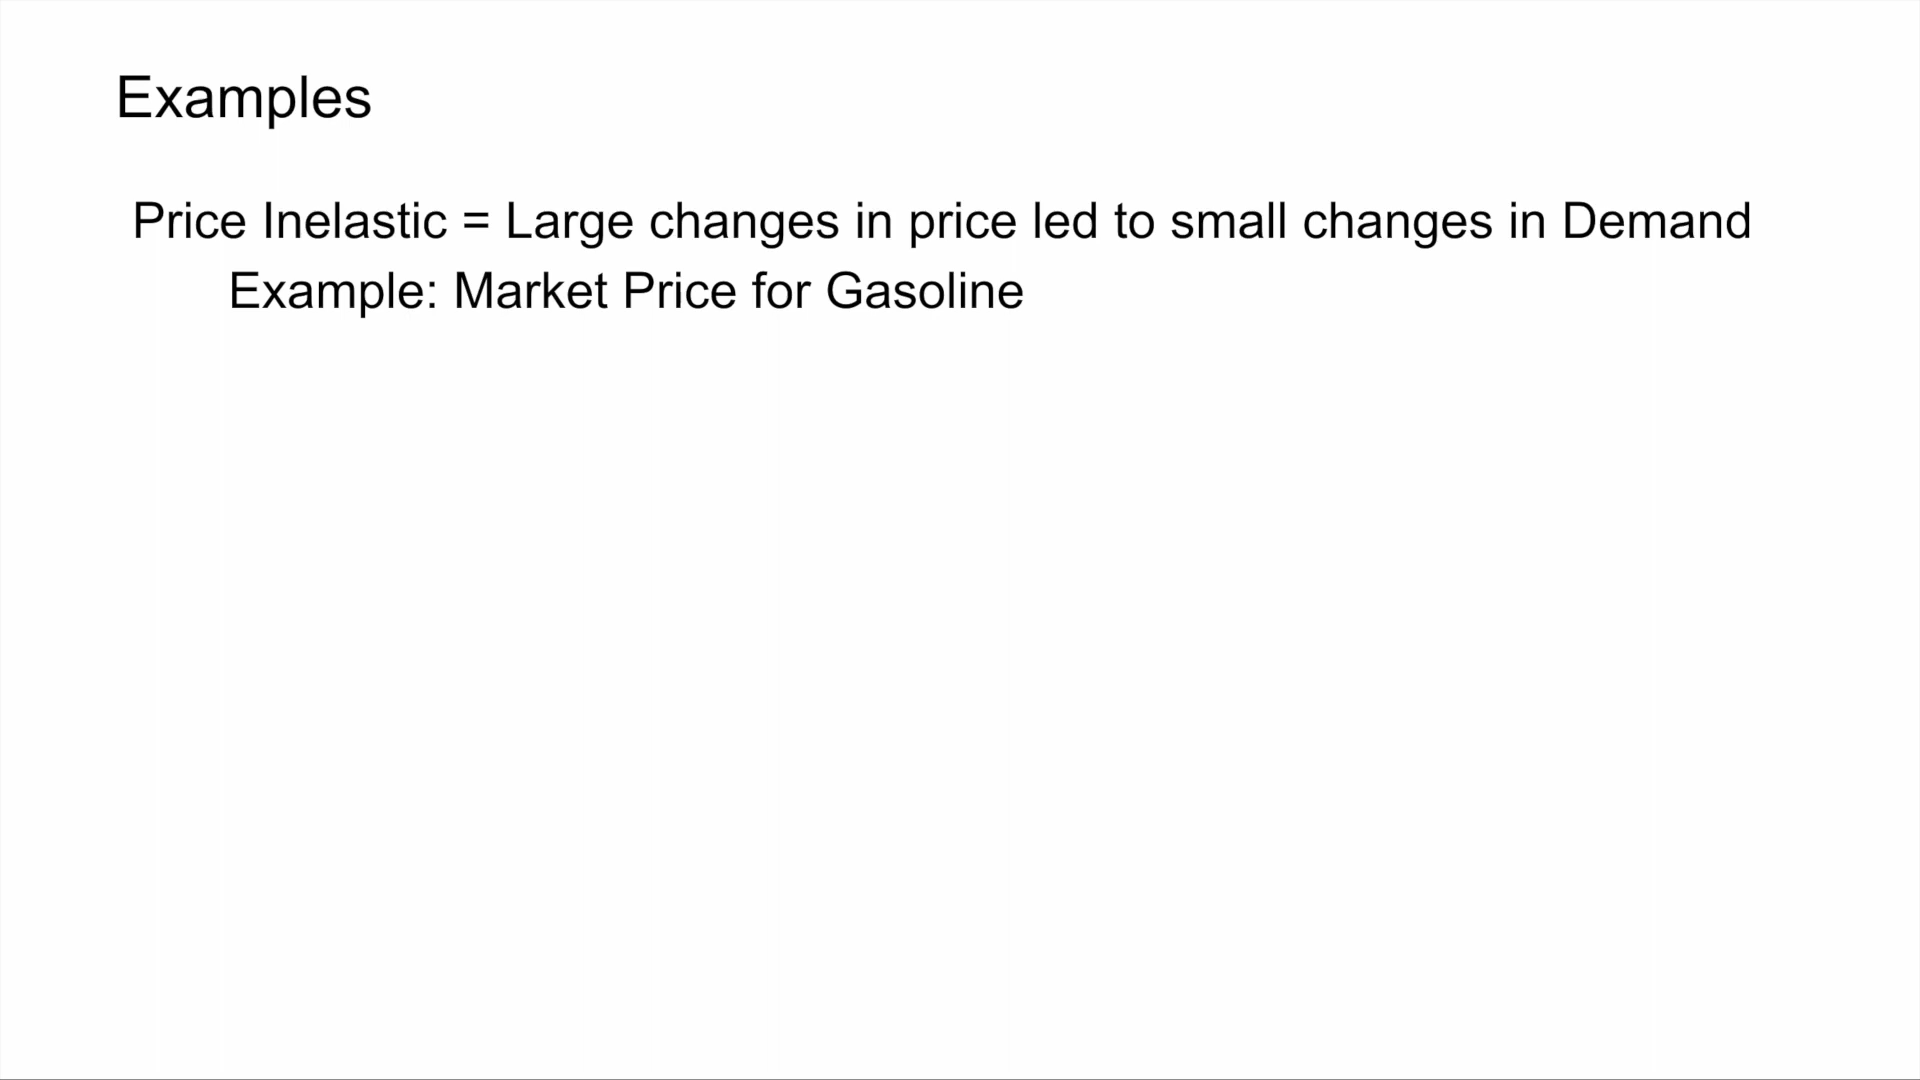 Examples
Price Inelastic = Large changes in price led to small changes in Demand
Example: Market Price for Gasoline